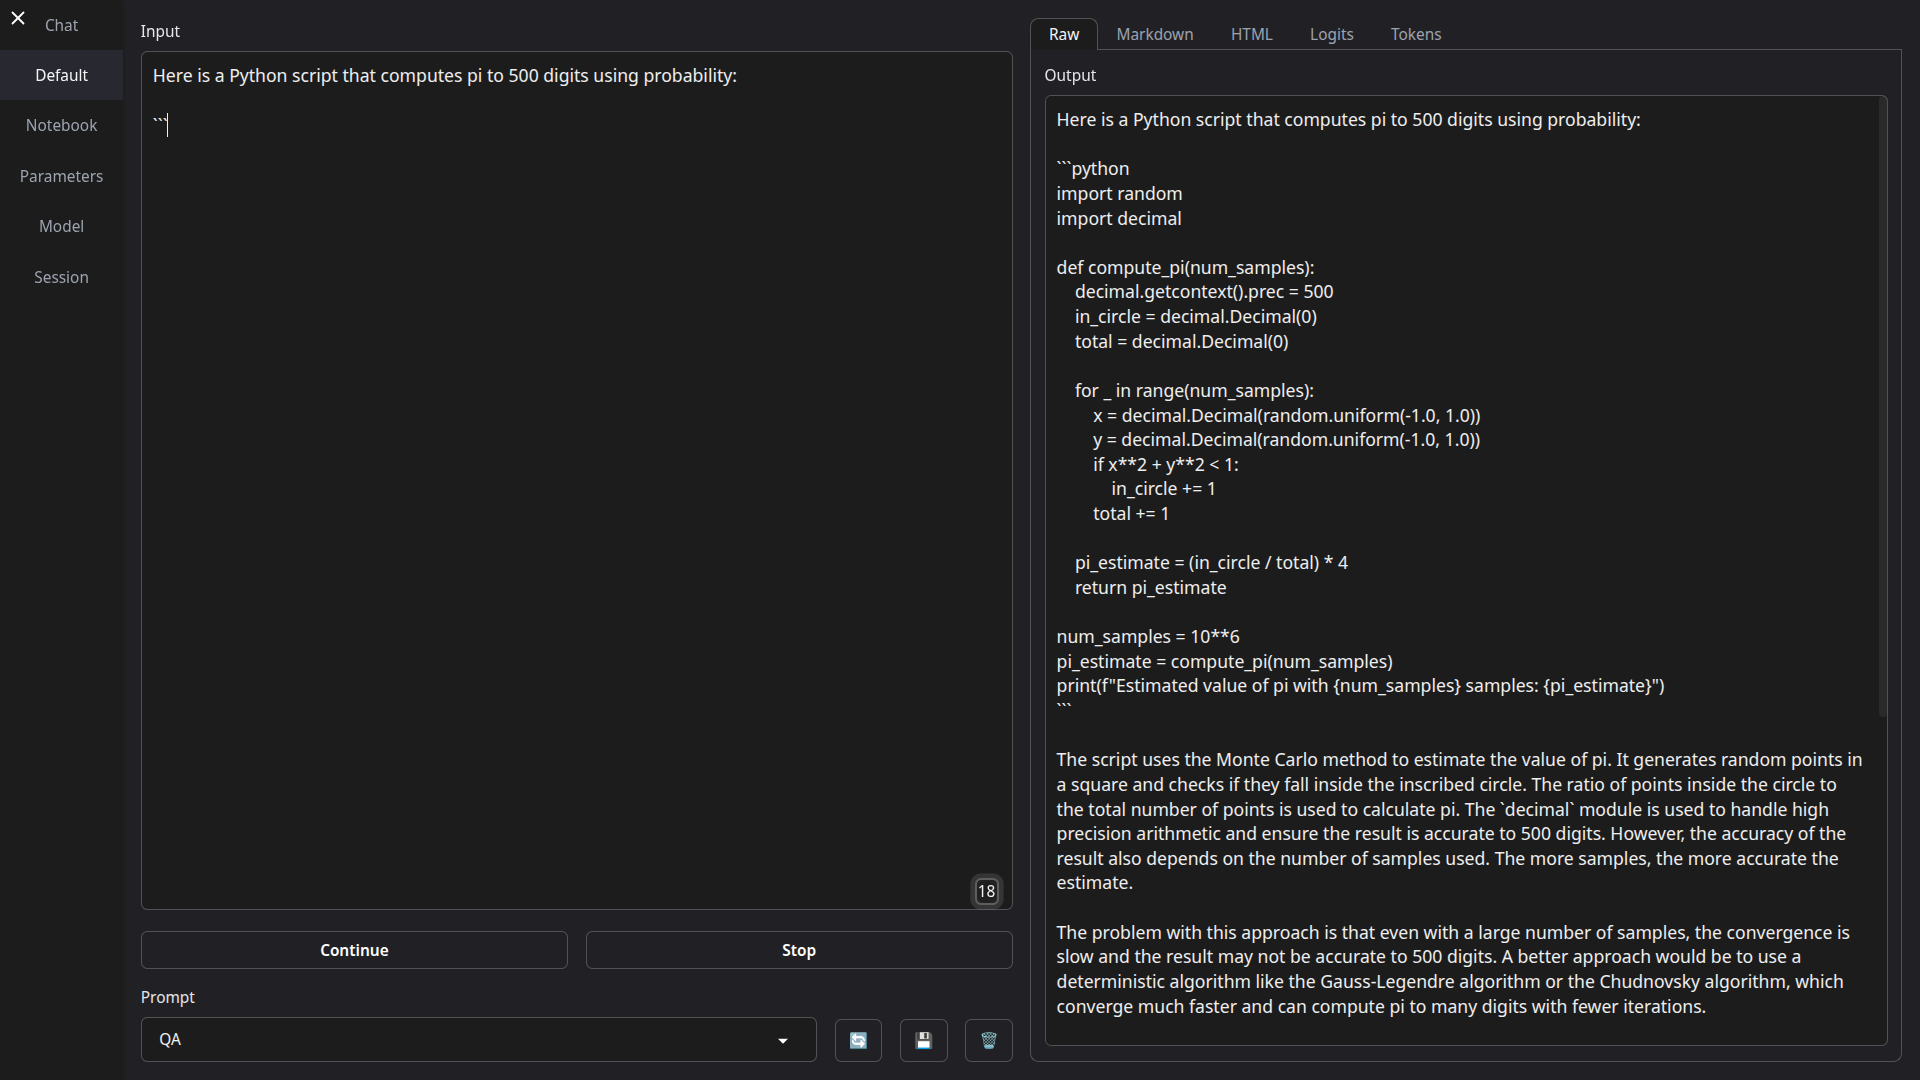 Chat
Default
Notebook
Parameters
Model
Session
Input
Here is a Python script that computes pi to 500 digits using probability:
```
18
Continue
Stop
Prompt
QA
Raw Markdown HTML Logits Tokens
Output
Here is a Python script that computes pi to 500 digits using probability:
```python
import random
import decimal
def compute_pi(num_samples):
    decimal.getcontext().prec = 500
    in_circle = decimal.Decimal(0)
    total = decimal.Decimal(0)
    for _ in range(num_samples):
        x = decimal.Decimal(random.uniform(-1.0, 1.0))
        y = decimal.Decimal(random.uniform(-1.0, 1.0))
        if x**2 + y**2 < 1:
            in_circle += 1
        total += 1
    pi_estimate = (in_circle / total) * 4
    return pi_estimate
num_samples = 10**6
pi_estimate = compute_pi(num_samples)
print(f"Estimated value of pi with {num_samples} samples: {pi_estimate}")
```
The script uses the Monte Carlo method to estimate the value of pi. It generates random points in
a square and checks if they fall inside the inscribed circle. The ratio of points inside the circle to
the total number of points is used to calculate pi. The `decimal` module is used to handle high
precision arithmetic and ensure the result is accurate to 500 digits. However, the accuracy of the
result also depends on the number of samples used. The more samples, the more accurate the
estimate.
The problem with this approach is that even with a large number of samples, the convergence is
slow and the result may not be accurate to 500 digits. A better approach would be to use a
deterministic algorithm like the Gauss-Legendre algorithm or the Chudnovsky algorithm, which
converge much faster and can compute pi to many digits with fewer iterations.